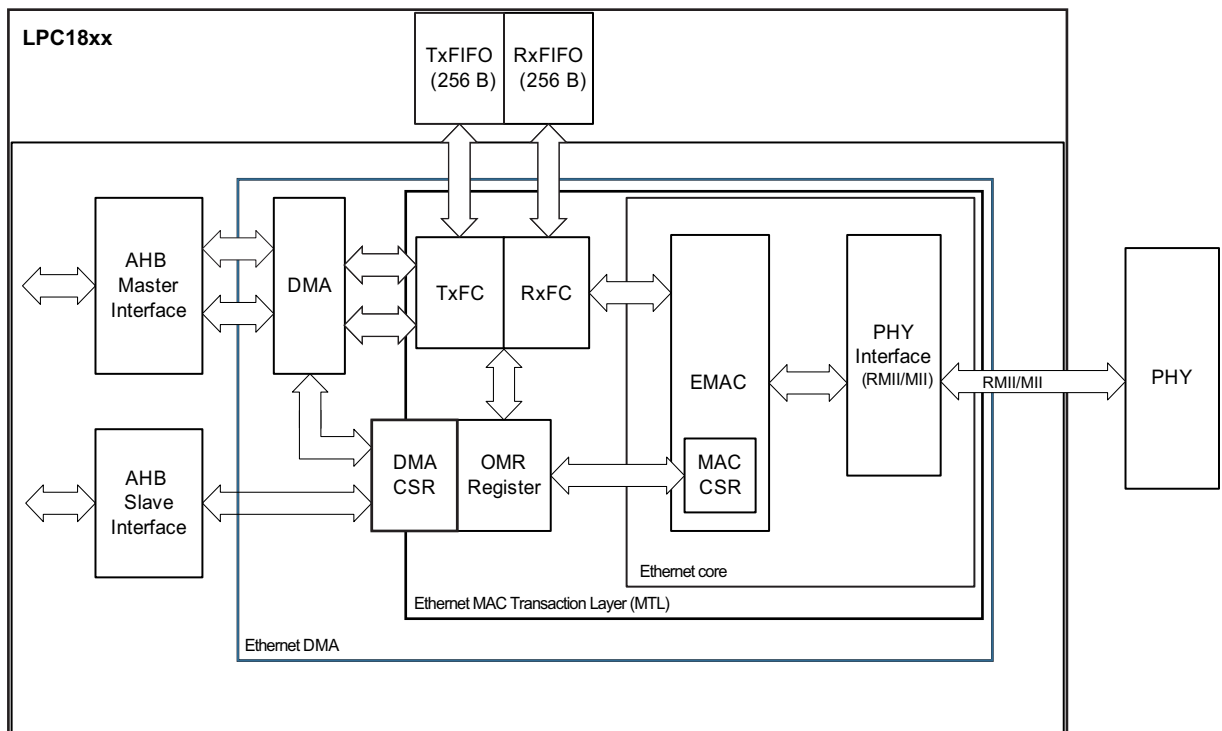 LPC18xx
TxFIFO
(256 B)
RxFIFO
(256 B)
AHB
Master
Interface
DMA
TxFC
RxFC
EMAC
PHY
Interface
(RMII/MII)
RMII/MII
PHY
AHB
Slave
Interface
DMA
CSR
OMR
Register
MAC
CSR
Ethernet core
Ethernet MAC Transaction Layer (MTL)
Ethernet DMA